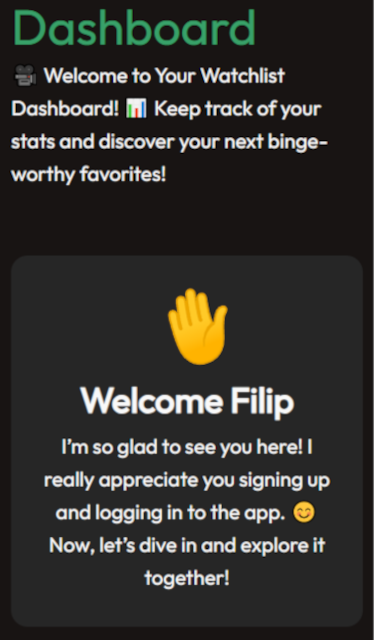 Dashboard
🎥 Welcome to Your Watchlist
Dashboard! 📊 Keep track of your
stats and discover your next binge-
worthy favorites!
Welcome Filip
I'm so glad to see you here! I
really appreciate you signing up
and logging in to the app. 😊
Now, let's dive in and explore it
together!